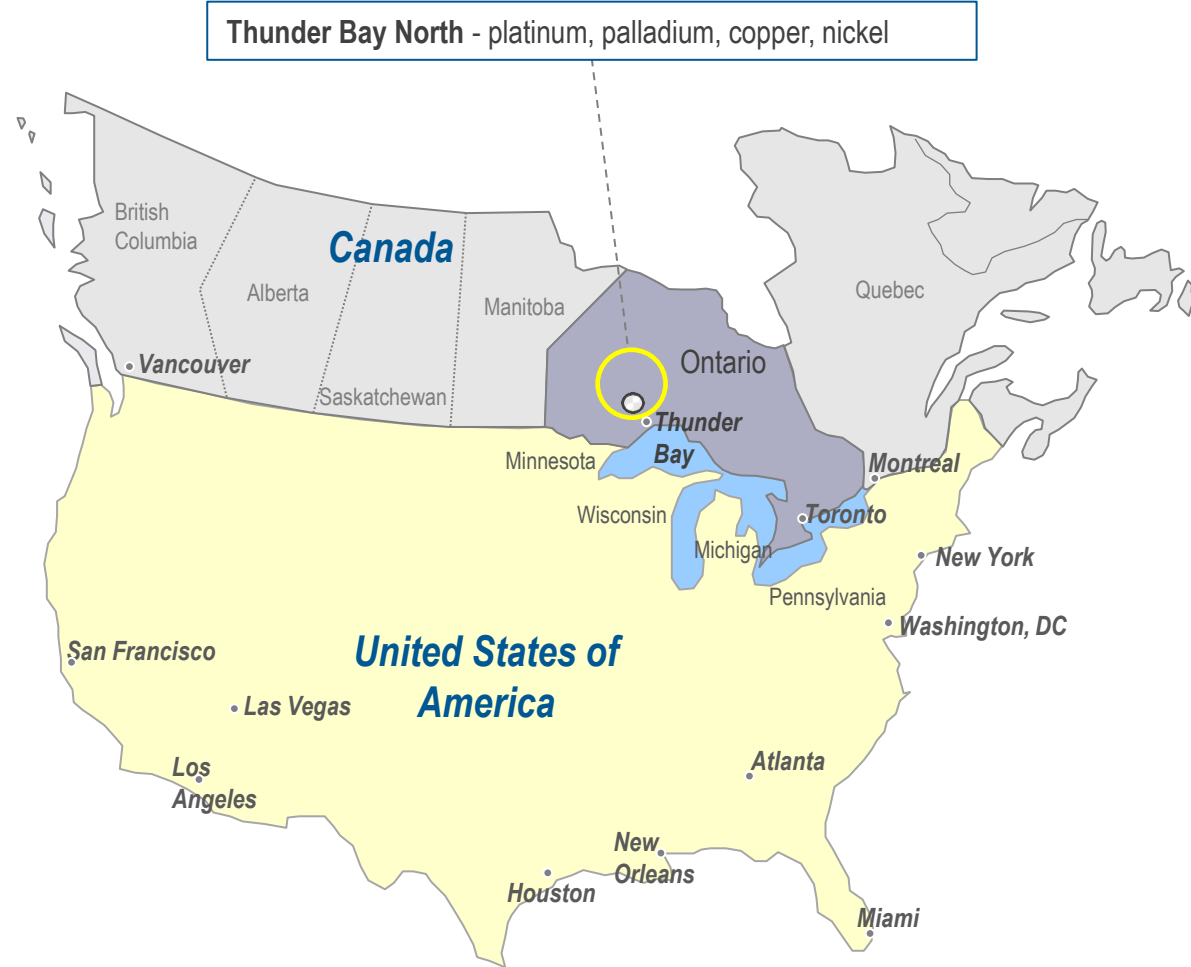 Thunder Bay North - platinum, palladium, copper, nickel
British
Columbia
Canada
Alberta
Manitoba
Quebec
Vancouver
Saskatchewan
Ontario
Thunder
Bay
Minnesota
Montreal
Wisconsin
Toronto
Michigan
New York
Pennsylvania
Washington, DC
San Francisco
United States of
America
Las Vegas
Los
Angeles
Atlanta
New
Orleans
Houston
Miami